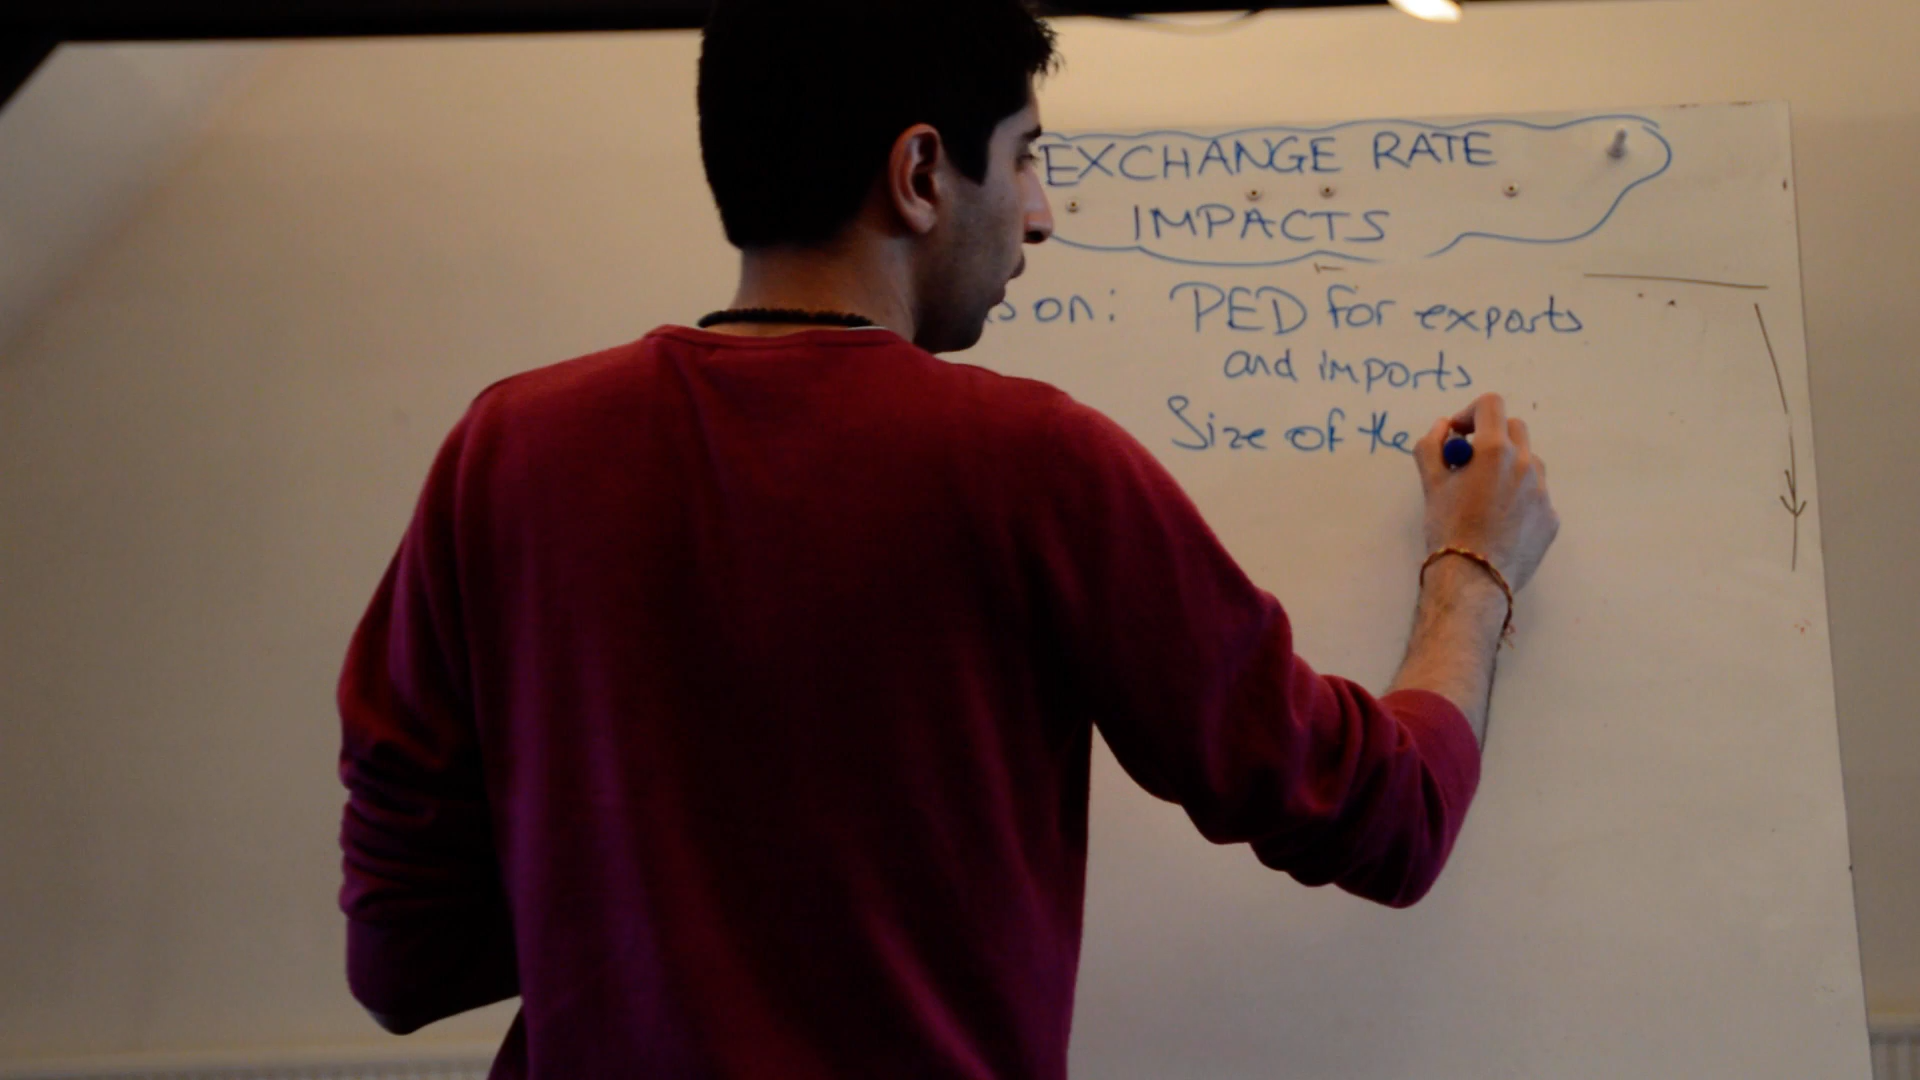 EXCHANGE RATE
IMPACTS
on: PED for exports
and imports
Size of the